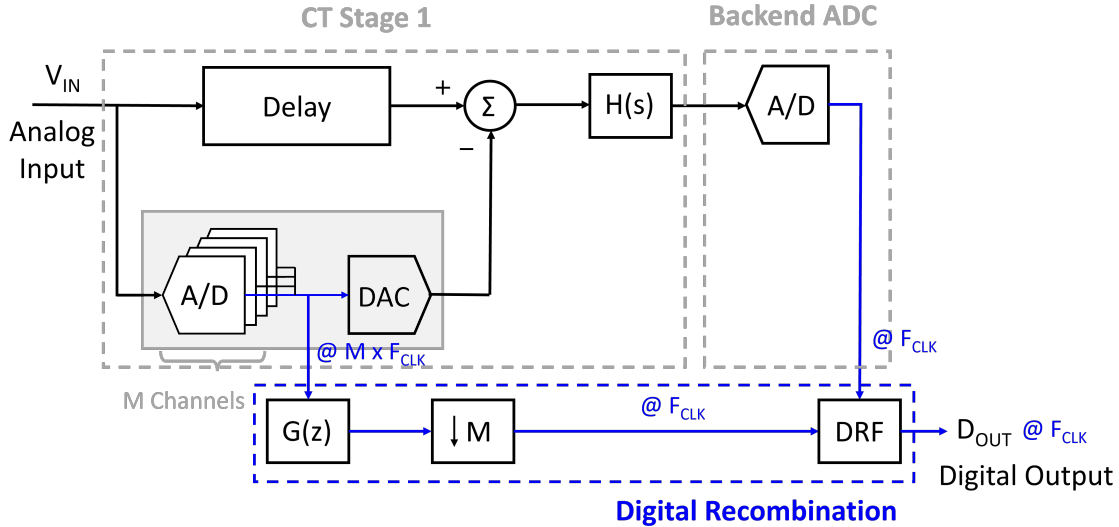 CT Stage 1
Backend ADC
V_IN
Analog
Input
Delay
+
Σ
−
H(s)
A/D
A/D
DAC
@ M x F_CLK
@ F_CLK
M Channels
G(z)
↓ M
@ F_CLK
DRF
D_OUT @ F_CLK
Digital Output
Digital Recombination